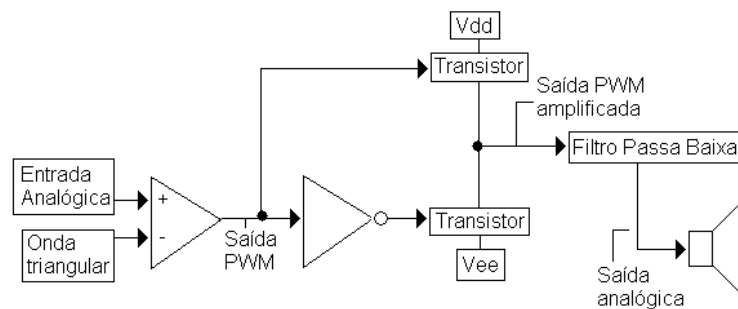 Vdd
Transistor
Saída PWM
amplificada
Filtro Passa Baixa
Entrada
Analógica
+
-
Onda
triangular
Saída
PWM
Transistor
Vee
Saída
analógica